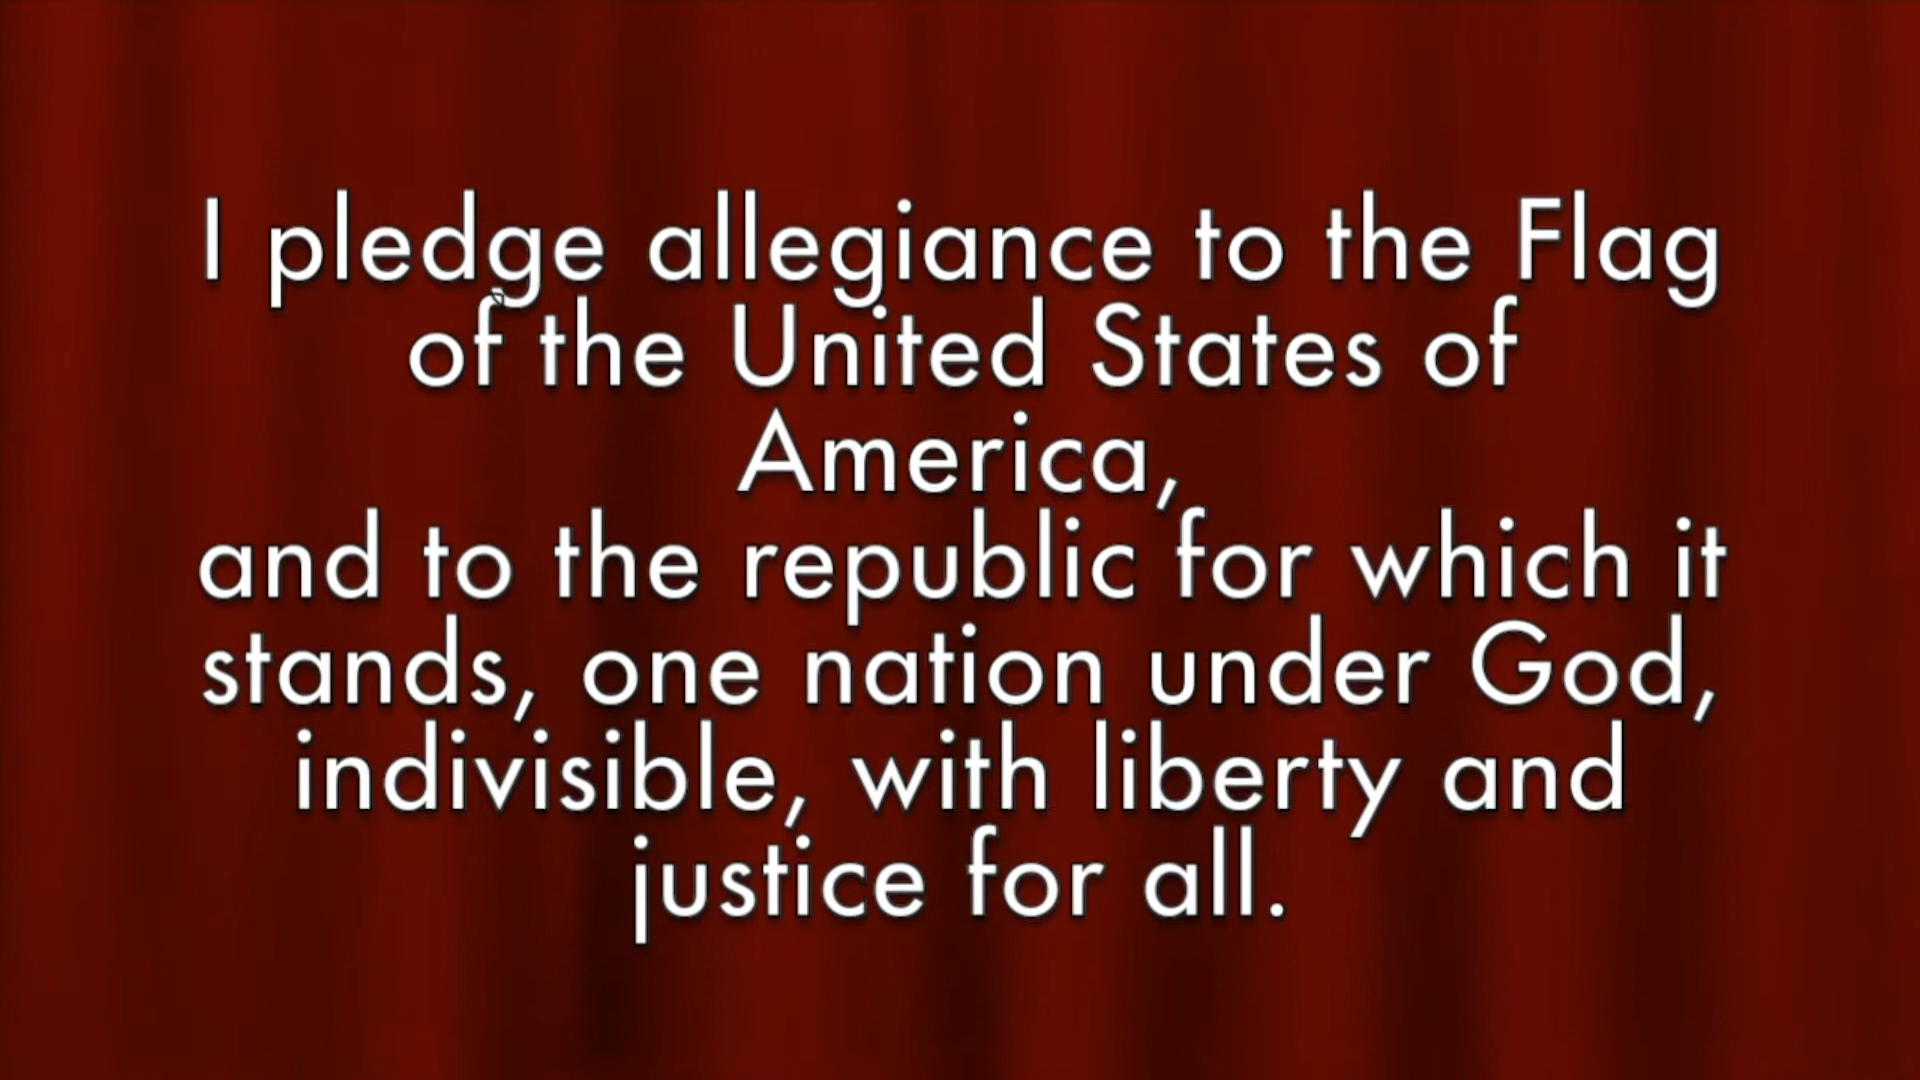 I pledge allegiance to the Flag
of the United States of
America,
and to the republic for which it
stands, one nation under God,
indivisible, with liberty and
justice for all.